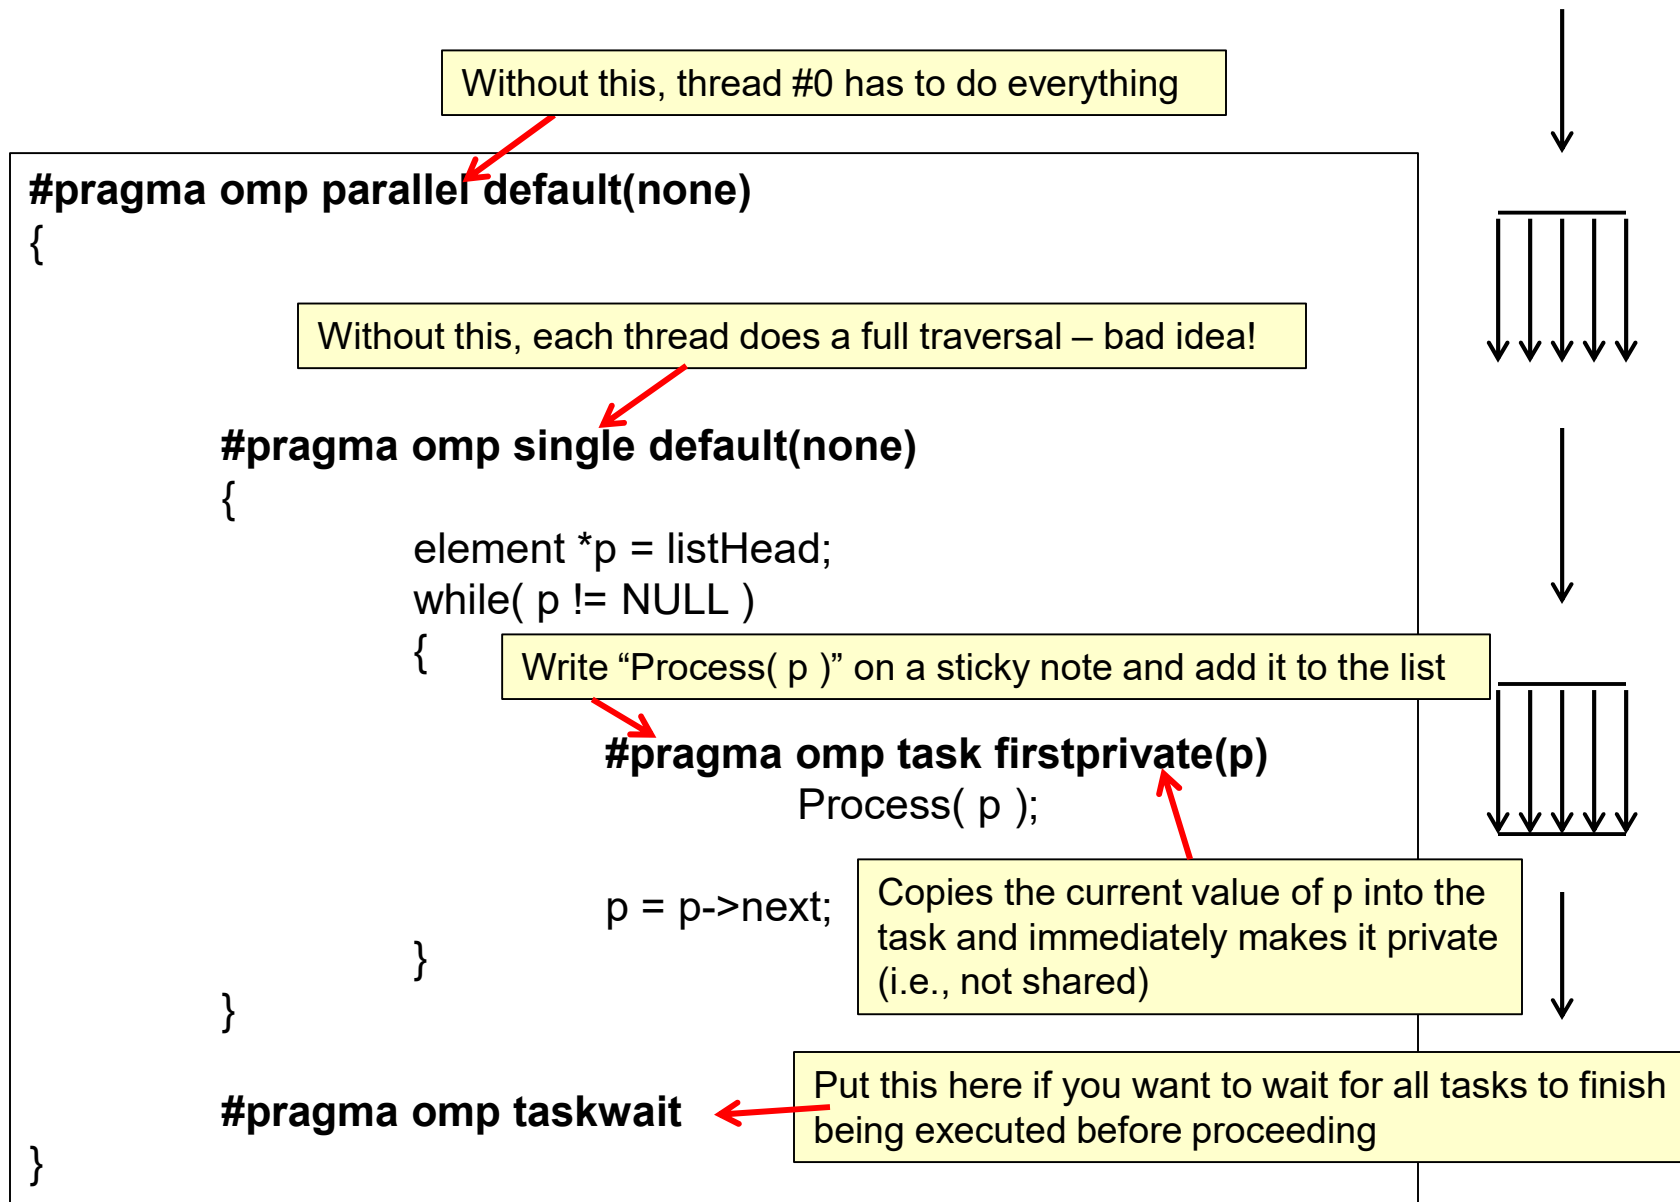 Without this, thread #0 has to do everything
#pragma omp parallel default(none)
{
Without this, each thread does a full traversal – bad idea!
#pragma omp single default(none)
{
element *p = listHead;
while( p != NULL )
{
Write “Process( p )” on a sticky note and add it to the list
#pragma omp task firstprivate(p)
Process( p );
Copies the current value of p into the
task and immediately makes it private
(i.e., not shared)
p = p->next;
}
}
Put this here if you want to wait for all tasks to finish
being executed before proceeding
#pragma omp taskwait
}